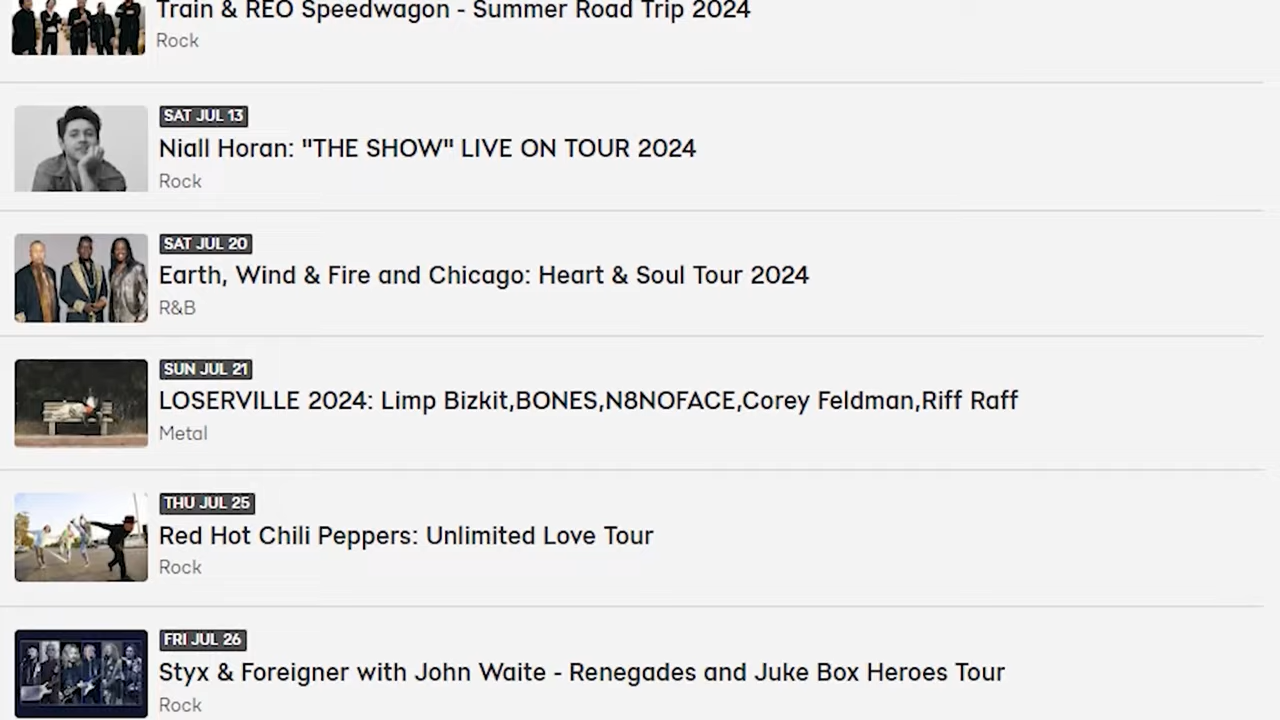 Train & REO Speedwagon - Summer Road Trip 2024
Rock
SAT JUL 13
Niall Horan: "THE SHOW" LIVE ON TOUR 2024
Rock
SAT JUL 20
Earth, Wind & Fire and Chicago: Heart & Soul Tour 2024
R&B
SUN JUL 21
LOSERVILLE 2024: Limp Bizkit,BONES,N8NOFACE,Corey Feldman,Riff Raff
Metal
THU JUL 25
Red Hot Chili Peppers: Unlimited Love Tour
Rock
FRI JUL 26
Styx & Foreigner with John Waite - Renegades and Juke Box Heroes Tour
Rock